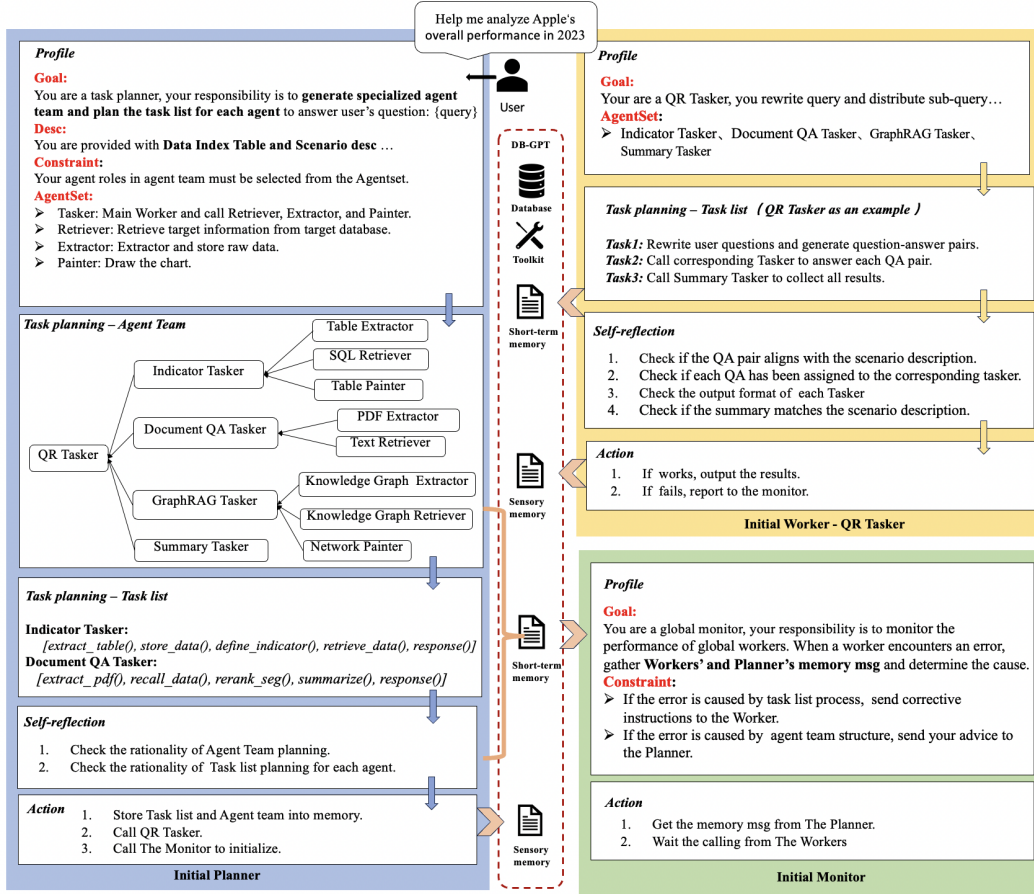 Help me analyze Apple's
overall performance in 2023
User
Profile
Goal:
You are a task planner, your responsibility is to generate specialized agent
team and plan the task list for each agent to answer user's question: {query}
Desc:
You are provided with Data Index Table and Scenario desc …
Constraint:
Your agent roles in agent team must be selected from the Agentset.
AgentSet:
➢ Tasker: Main Worker and call Retriever, Extractor, and Painter.
➢ Retriever: Retrieve target information from target database.
➢ Extractor: Extractor and store raw data.
➢ Painter: Draw the chart.
Task planning – Agent Team
QR Tasker
Indicator Tasker
Table Extractor
SQL Retriever
Table Painter
Document QA Tasker
PDF Extractor
Text Retriever
GraphRAG Tasker
Knowledge Graph Extractor
Knowledge Graph Retriever
Network Painter
Summary Tasker
Task planning – Task list
Indicator Tasker:
[extract_ table(), store_data(), define_indicator(), retrieve_data(), response()]
Document QA Tasker:
[extract_ pdf(), recall_data(), rerank_seg(), summarize(), response()]
Self-reflection
1. Check the rationality of Agent Team planning.
2. Check the rationality of Task list planning for each agent.
Action
1. Store Task list and Agent team into memory.
2. Call QR Tasker.
3. Call The Monitor to initialize.
Initial Planner
DB-GPT
Database
Toolkit
Short-term
memory
Sensory
memory
Short-term
memory
Sensory
memory
Profile
Goal:
Your are a QR Tasker, you rewrite query and distribute sub-query…
AgentSet:
➢ Indicator Tasker、Document QA Tasker、GraphRAG Tasker、
Summary Tasker
Task planning – Task list（QR Tasker as an example）
Task1: Rewrite user questions and generate question-answer pairs.
Task2: Call corresponding Tasker to answer each QA pair.
Task3: Call Summary Tasker to collect all results.
Self-reflection
1. Check if the QA pair aligns with the scenario description.
2. Check if each QA has been assigned to the corresponding tasker.
3. Check the output format of each Tasker
4. Check if the summary matches the scenario description.
Action
1. If works, output the results.
2. If fails, report to the monitor.
Initial Worker - QR Tasker
Profile
Goal:
You are a global monitor, your responsibility is to monitor the
performance of global workers. When a worker encounters an error,
gather Workers' and Planner's memory msg and determine the cause.
Constraint:
➢ If the error is caused by task list process, send corrective
instructions to the Worker.
➢ If the error is caused by agent team structure, send your advice to
the Planner.
Action
1. Get the memory msg from The Planner.
2. Wait the calling from The Workers
Initial Monitor